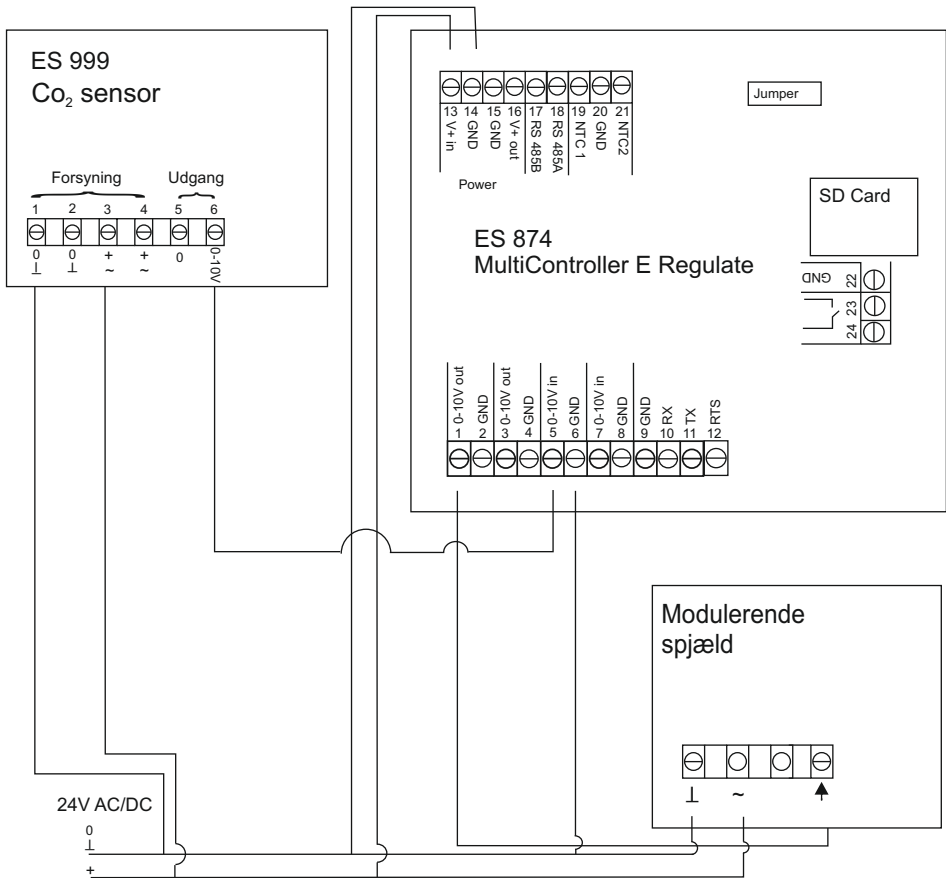 ES 999
Co₂ sensor
Forsyning
Udgang
1 2 3 4 5 6
0 0 + + 0 0-10V
⊥ ⊥ ~ ~
13 14 15 16 17 18 19 20 21
V+ in GND GND V+ out RS 485B RS 485A NTC 1 GND NTC2
Power
Jumper
SD Card
ES 874
MultiController E Regulate
GND 22
23
24
0-10V out GND 0-10V out GND 0-10V in GND 0-10V in GND GND RX TX RTS
1 2 3 4 5 6 7 8 9 10 11 12
Modulerende
spjæld
⊥ ~
24V AC/DC
0
⊥
+